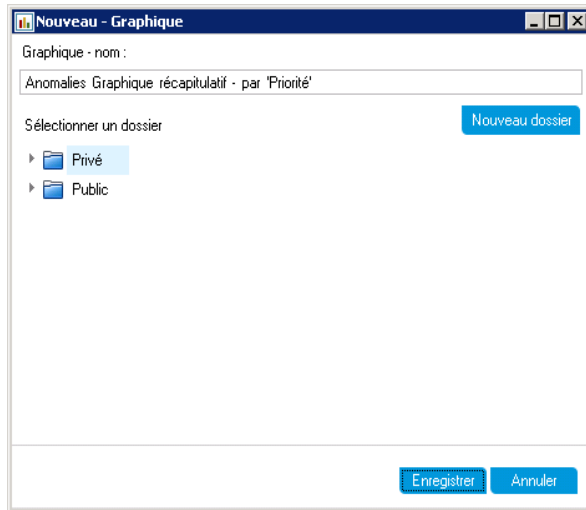 Nouveau - Graphique
Graphique - nom :
Anomalies Graphique récapitulatif - par 'Priorité'
Sélectionner un dossier
Nouveau dossier
Privé
Public
Enregistrer
Annuler